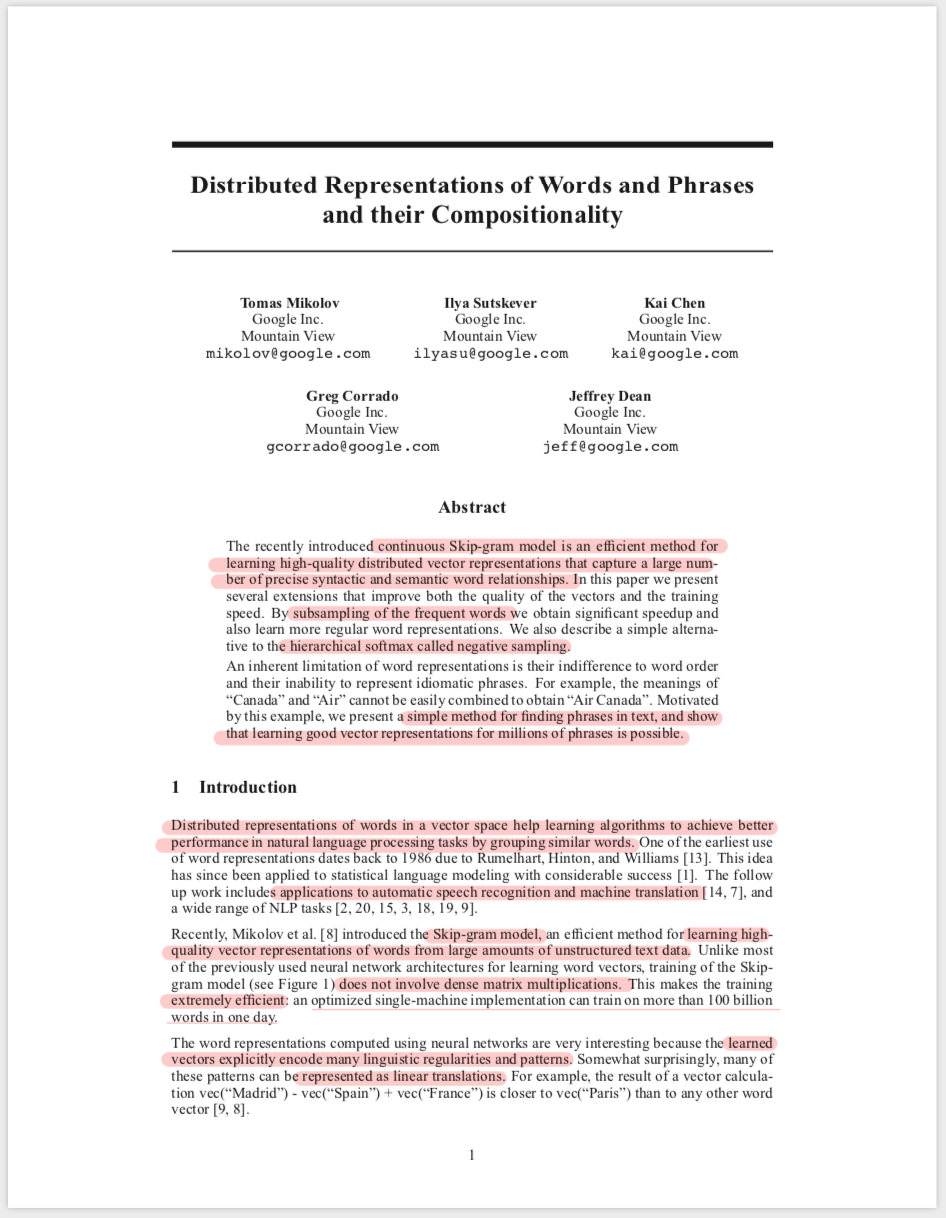 Distributed Representations of Words and Phrases
and their Compositionality
Tomas Mikolov
Google Inc.
Mountain View
mikolov@google.com
Ilya Sutskever
Google Inc.
Mountain View
ilyasu@google.com
Kai Chen
Google Inc.
Mountain View
kai@google.com
Greg Corrado
Google Inc.
Mountain View
gcorrado@google.com
Jeffrey Dean
Google Inc.
Mountain View
jeff@google.com
Abstract
The recently introduced continuous Skip-gram model is an efficient method for
learning high-quality distributed vector representations that capture a large num-
ber of precise syntactic and semantic word relationships. In this paper we present
several extensions that improve both the quality of the vectors and the training
speed. By subsampling of the frequent words we obtain significant speedup and
also learn more regular word representations. We also describe a simple alterna-
tive to the hierarchical softmax called negative sampling.
An inherent limitation of word representations is their indifference to word order
and their inability to represent idiomatic phrases. For example, the meanings of
“Canada” and “Air” cannot be easily combined to obtain “Air Canada”. Motivated
by this example, we present a simple method for finding phrases in text, and show
that learning good vector representations for millions of phrases is possible.
1 Introduction
Distributed representations of words in a vector space help learning algorithms to achieve better
performance in natural language processing tasks by grouping similar words. One of the earliest use
of word representations dates back to 1986 due to Rumelhart, Hinton, and Williams [13]. This idea
has since been applied to statistical language modeling with considerable success [1]. The follow
up work includes applications to automatic speech recognition and machine translation [14, 7], and
a wide range of NLP tasks [2, 20, 15, 3, 18, 19, 9].
Recently, Mikolov et al. [8] introduced the Skip-gram model, an efficient method for learning high-
quality vector representations of words from large amounts of unstructured text data. Unlike most
of the previously used neural network architectures for learning word vectors, training of the Skip-
gram model (see Figure 1) does not involve dense matrix multiplications. This makes the training
extremely efficient: an optimized single-machine implementation can train on more than 100 billion
words in one day.
The word representations computed using neural networks are very interesting because the learned
vectors explicitly encode many linguistic regularities and patterns. Somewhat surprisingly, many of
these patterns can be represented as linear translations. For example, the result of a vector calcula-
tion vec(“Madrid”) - vec(“Spain”) + vec(“France”) is closer to vec(“Paris”) than to any other word
vector [9, 8].
1